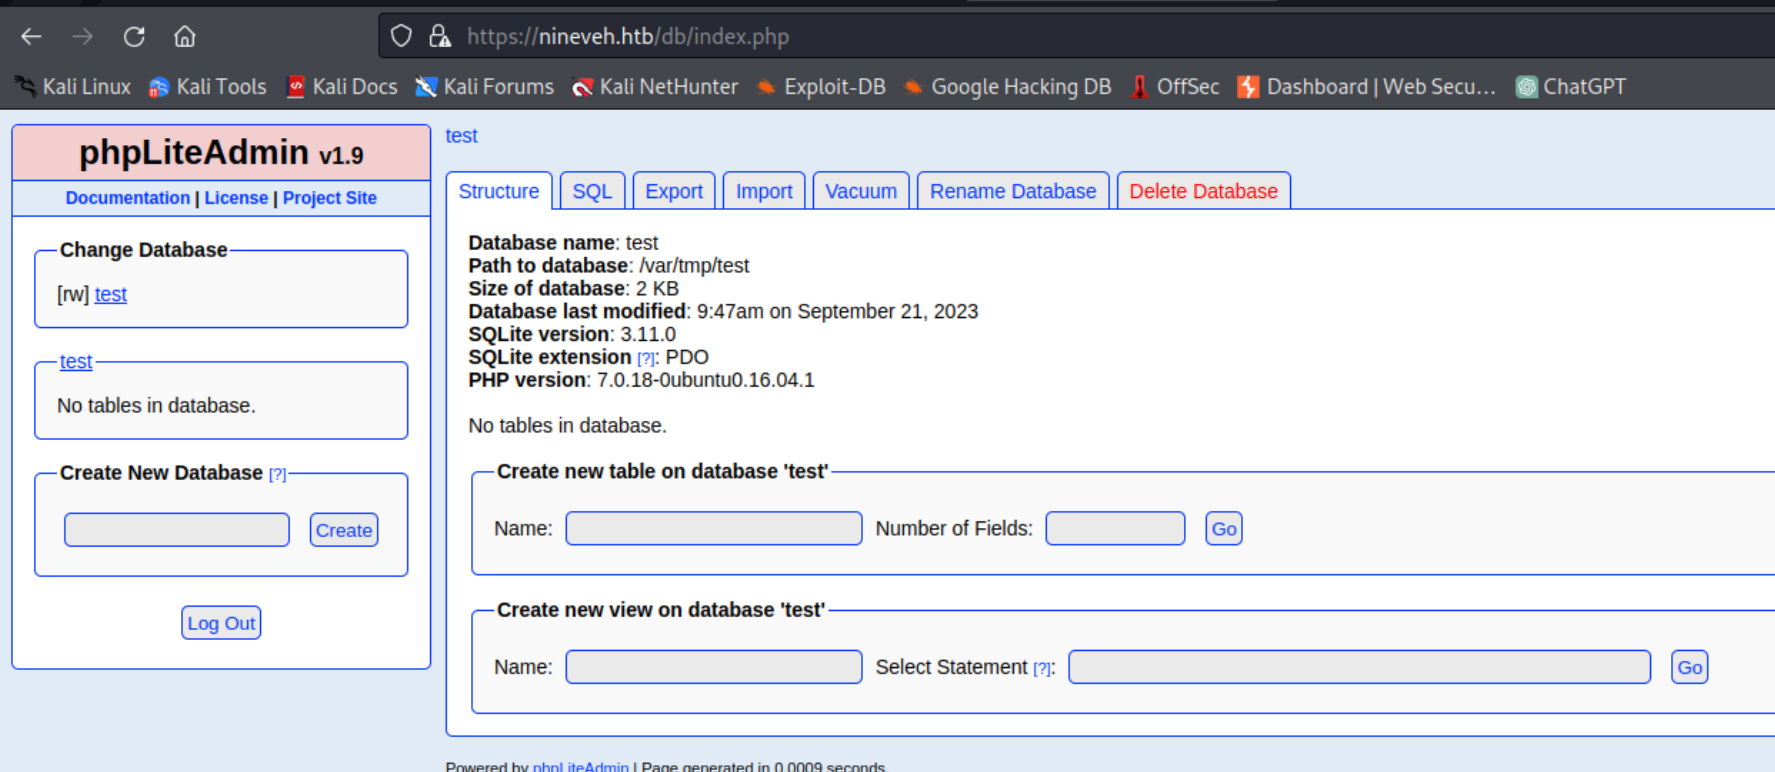 https://nineveh.htb/db/index.php
Kali Linux Kali Tools Kali Docs Kali Forums Kali NetHunter Exploit-DB Google Hacking DB OffSec Dashboard | Web Secu… ChatGPT
phpLiteAdmin v1.9
Documentation | License | Project Site
Change Database
[rw] test
test
No tables in database.
Create New Database [?]
Create
Log Out
test
Structure SQL Export Import Vacuum Rename Database Delete Database
Database name: test
Path to database: /var/tmp/test
Size of database: 2 KB
Database last modified: 9:47am on September 21, 2023
SQLite version: 3.11.0
SQLite extension [?]: PDO
PHP version: 7.0.18-0ubuntu0.16.04.1
No tables in database.
Create new table on database 'test'
Name: Number of Fields: Go
Create new view on database 'test'
Name: Select Statement [?]: Go
Powered by phpLiteAdmin | Page generated in 0.0009 seconds.